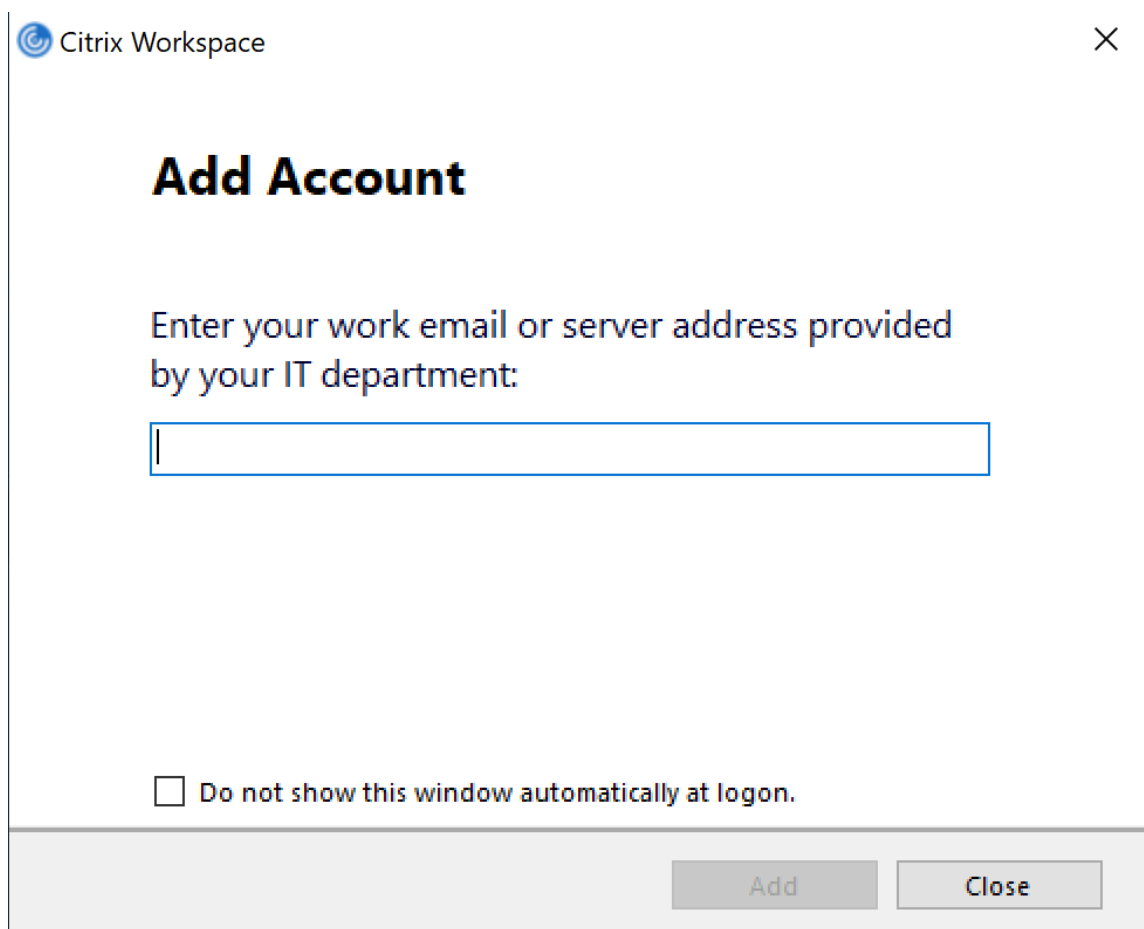 Citrix Workspace
Add Account
Enter your work email or server address provided
by your IT department:
Do not show this window automatically at logon.
Add
Close